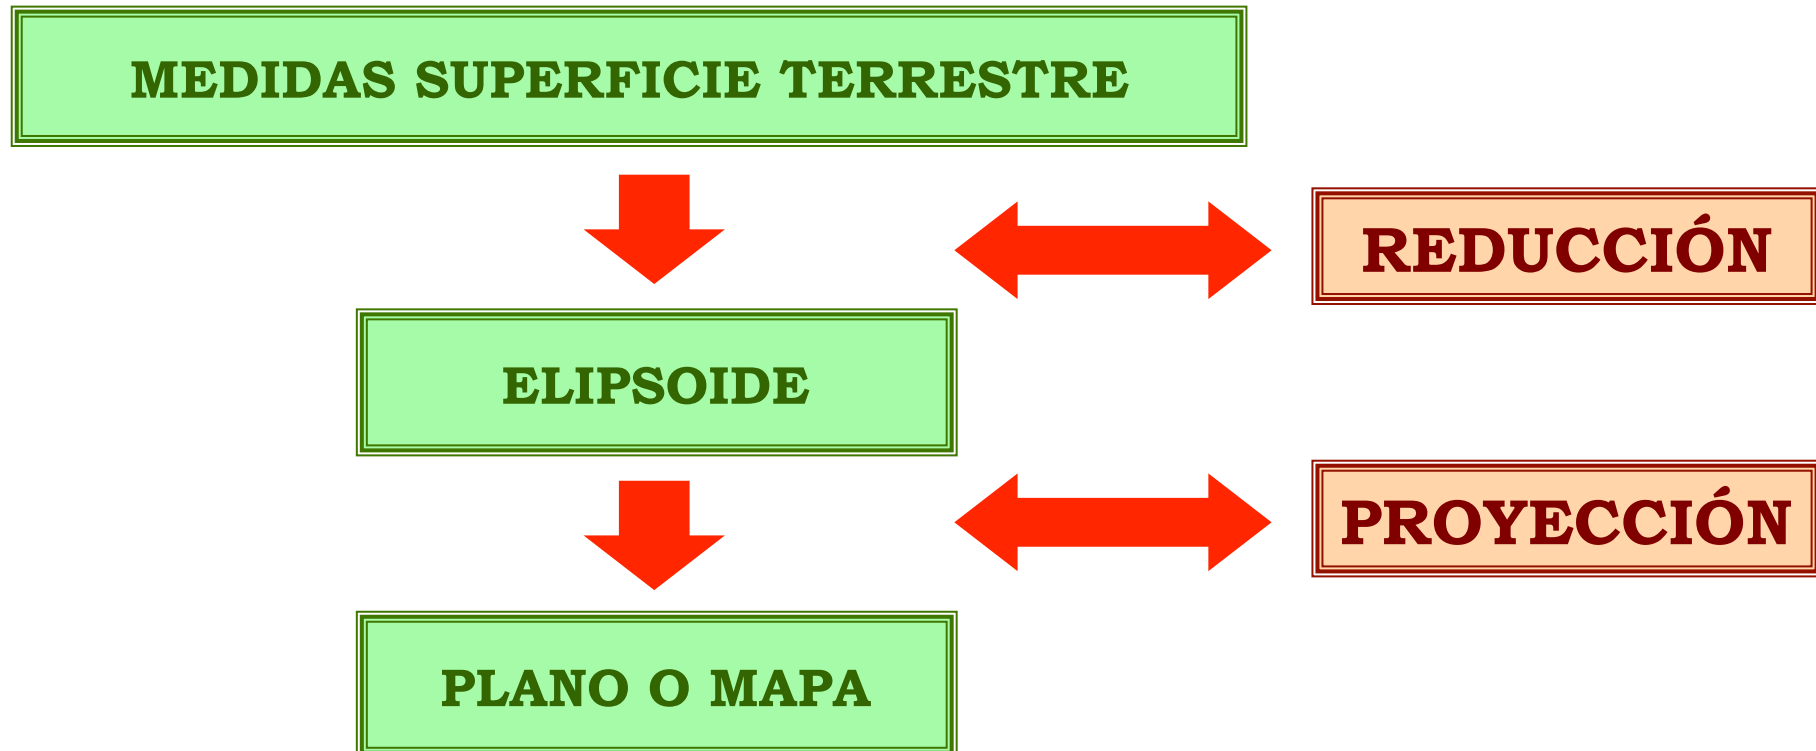 MEDIDAS SUPERFICIE TERRESTRE
REDUCCIÓN
ELIPSOIDE
PROYECCIÓN
PLANO O MAPA